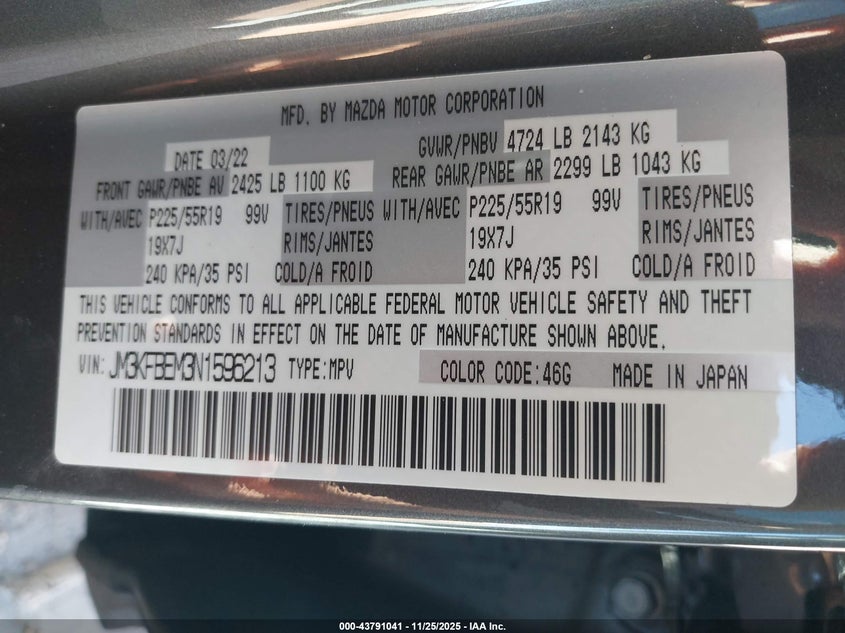 MFD. BY MAZDA MOTOR CORPORATION
DATE 03/22 GVWR/PNBV 4724 LB 2143 KG
FRONT GAWR/PNBE AV 2425 LB 1100 KG REAR GAWR/PNBE AR 2299 LB 1043 KG
WITH/AVEC P225/55R19 99V TIRES/PNEUS WITH/AVEC P225/55R19 99V TIRES/PNEUS
19X7J RIMS/JANTES 19X7J RIMS/JANTES
240 KPA/35 PSI COLD/A FROID 240 KPA/35 PSI COLD/A FROID
THIS VEHICLE CONFORMS TO ALL APPLICABLE FEDERAL MOTOR VEHICLE SAFETY AND THEFT
PREVENTION STANDARDS IN EFFECT ON THE DATE OF MANUFACTURE SHOWN ABOVE.
VIN: JM3KFBEM3N1596213 TYPE:MPV COLOR CODE:46G MADE IN JAPAN
000-43791041 - 11/25/2025 - IAA Inc.